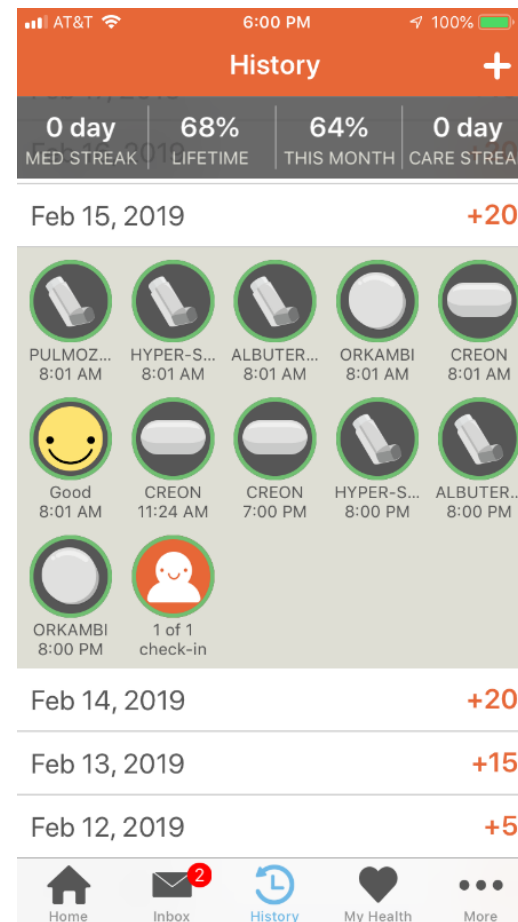 AT&T 6:00 PM 100%
History
0 day 68% 64% 0 day
MED STREAK LIFETIME THIS MONTH CARE STREA
Feb 15, 2019 +20
PULMOZ... HYPER-S... ALBUTER... ORKAMBI CREON
8:01 AM 8:01 AM 8:01 AM 8:01 AM 8:01 AM
Good CREON CREON HYPER-S... ALBUTER..
8:01 AM 11:24 AM 7:00 PM 8:00 PM 8:00 PM
ORKAMBI 1 of 1
8:00 PM check-in
Feb 14, 2019 +20
Feb 13, 2019 +15
Feb 12, 2019 +5
2
Home Inbox History My Health More